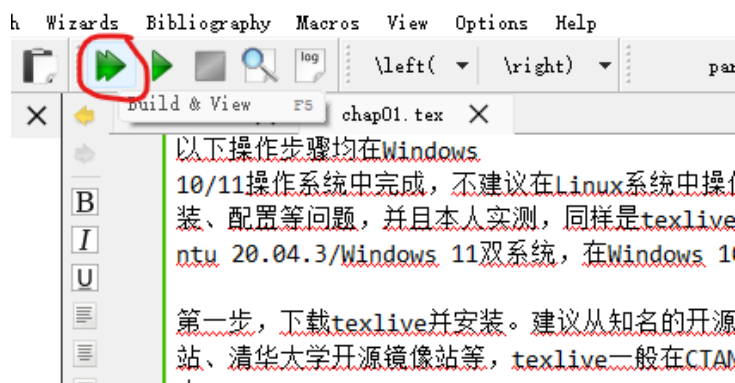 Wizards Bibliography Macros View Options Help
log \left( \right)
Build & View F5 chap01.tex
以下操作步骤均在Windows
B 10/11操作系统中完成，不建议在Linux系统中操
I 装、配置等问题，并且本人实测，同样是texlive
U ntu 20.04.3/Windows 11双系统，在Windows
第一步，下载texlive并安装。建议从知名的开源
站、清华大学开源镜像站等，texlive一般在CTAN